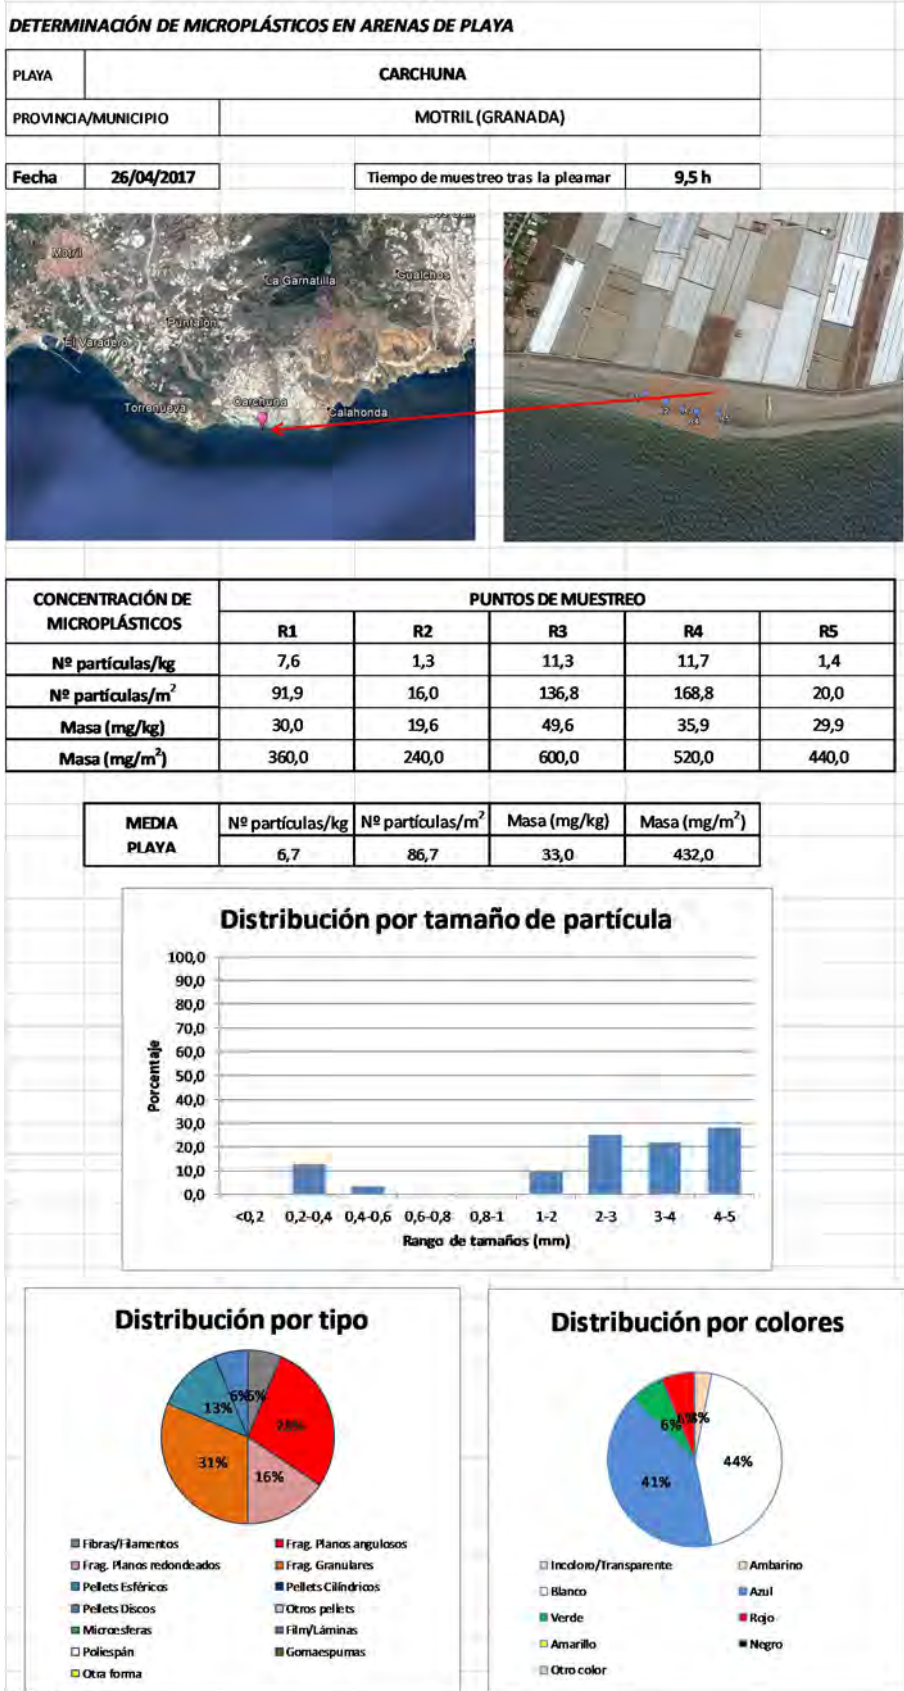 DETERMINACIÓN DE MICROPLÁSTICOS EN ARENAS DE PLAYA
PLAYA CARCHUNA
PROVINCIA/MUNICIPIO MOTRIL (GRANADA)
Fecha 26/04/2017 Tiempo de muestreo tras la pleamar 9,5 h
Motril
La Garnatilla
Gualchos
Puntalón
El Varadero
Torrenueva
Carchuna
Calahonda
R4
R5
CONCENTRACIÓN DE MICROPLÁSTICOS PUNTOS DE MUESTREO
R1 R2 R3 R4 R5
Nº partículas/kg 7,6 1,3 11,3 11,7 1,4
Nº partículas/m² 91,9 16,0 136,8 168,8 20,0
Masa (mg/kg) 30,0 19,6 49,6 35,9 29,9
Masa (mg/m²) 360,0 240,0 600,0 520,0 440,0
MEDIA PLAYA Nº partículas/kg Nº partículas/m² Masa (mg/kg) Masa (mg/m²)
6,7 86,7 33,0 432,0
Distribución por tamaño de partícula
Porcentaje
100,0
90,0
80,0
70,0
60,0
50,0
40,0
30,0
20,0
10,0
0,0
<0,2 0,2-0,4 0,4-0,6 0,6-0,8 0,8-1 1-2 2-3 3-4 4-5
Rango de tamaños (mm)
Distribución por tipo
6% 6%
13% 28%
31% 16%
Fibras/Filamentos Frag. Planos angulosos
Frag. Planos redondeados Frag. Granulares
Pellets Esféricos Pellets Cilíndricos
Pellets Discos Otros pellets
Microesferas Film/Láminas
Poliespán Gomaespumas
Otra forma
Distribución por colores
6% 6% 3%
44%
41%
Incoloro/Transparente Ambarino
Blanco Azul
Verde Rojo
Amarillo Negro
Otro color